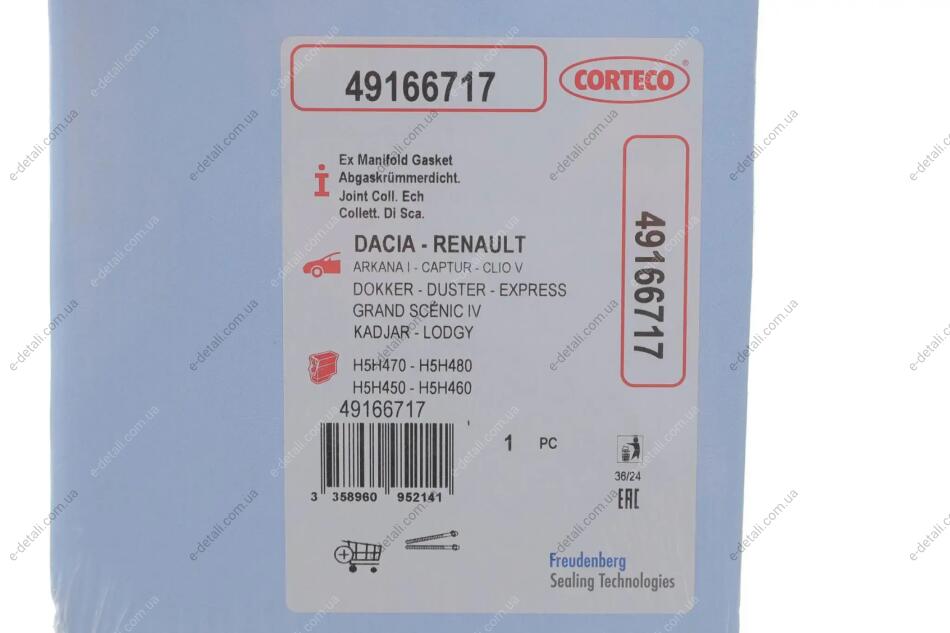 49166717
CORTECO®
Ex Manifold Gasket
Abgaskrümmerdicht.
Joint Coll. Ech
Collett. Di Sca.
49166717
DACIA - RENAULT
ARKANA I - CAPTUR - CLIO V
DOKKER - DUSTER - EXPRESS
GRAND SCÉNIC IV
KADJAR - LODGY
H5H470 - H5H480
H5H450 - H5H460
49166717
1 PC
3 358960 952141
36/24
EAC
Freudenberg
Sealing Technologies
e-detali.com.ua